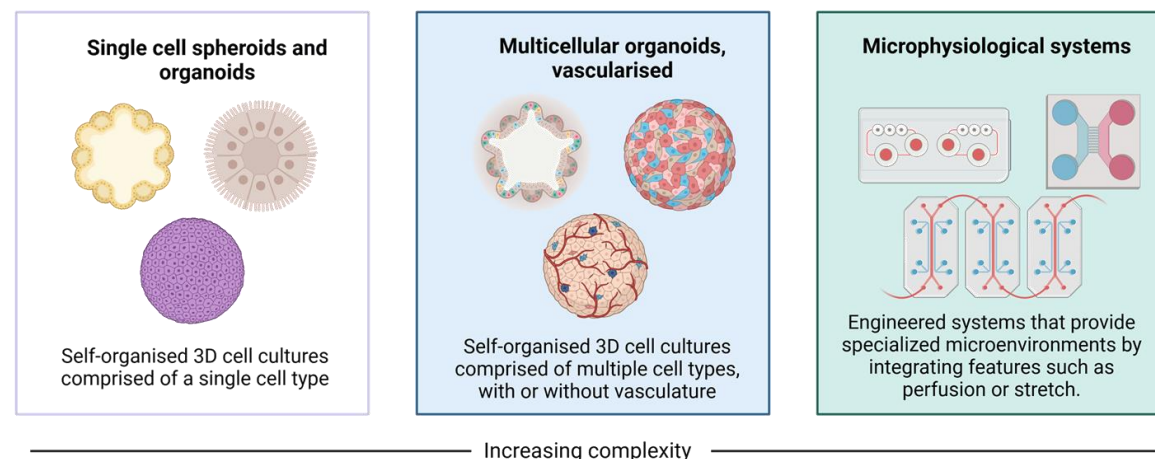 Single cell spheroids and
organoids
Self-organised 3D cell cultures
comprised of a single cell type
Multicellular organoids,
vascularised
Self-organised 3D cell cultures
comprised of multiple cell types,
with or without vasculature
Microphysiological systems
Engineered systems that provide
specialized microenvironments by
integrating features such as
perfusion or stretch.
Increasing complexity